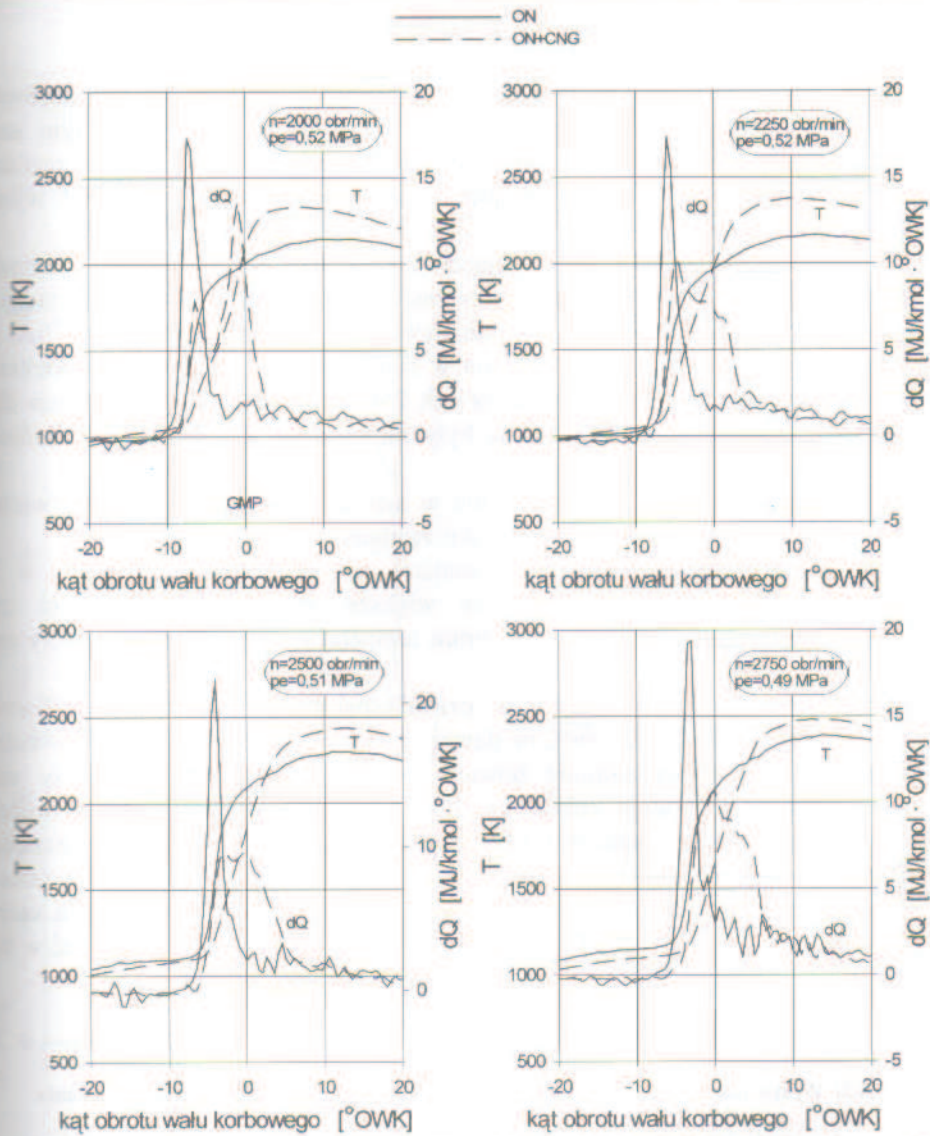 ON
ON+CNG
3000
2500
2000
1500
1000
500
T [K]
n=2000 obr/min
pe=0,52 MPa
dQ
T
GMP
20
15
10
5
0
-5
dQ [MJ/kmol·°OWK]
-20 -10 0 10 20
kąt obrotu wału korbowego [°OWK]
3000
2500
2000
1500
1000
500
T [K]
n=2250 obr/min
pe=0,52 MPa
dQ
T
20
15
10
5
0
-5
dQ [MJ/kmol·°OWK]
-20 -10 0 10 20
kąt obrotu wału korbowego [°OWK]
3000
2500
2000
1500
1000
500
T [K]
n=2500 obr/min
pe=0,51 MPa
T
dQ
20
10
0
dQ [MJ/kmol·°OWK]
-20 -10 0 10 20
kąt obrotu wału korbowego [°OWK]
3000
2500
2000
1500
1000
500
T [K]
n=2750 obr/min
pe=0,49 MPa
T
dQ
20
15
10
5
0
-5
dQ [MJ/kmol·°OWK]
-20 -10 0 10 20
kąt obrotu wału korbowego [°OWK]